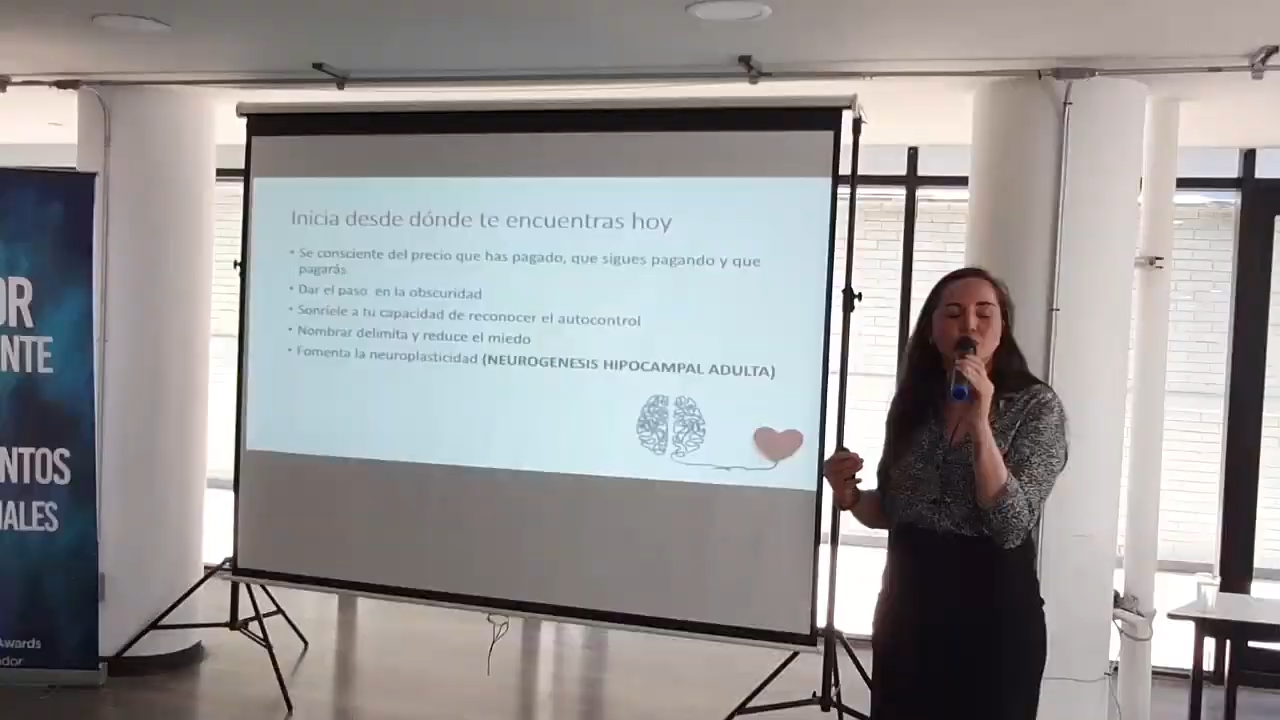 OR
NTE
NTOS
IALES
Awards
dor
Inicia desde dónde te encuentras hoy
• Se consciente del precio que has pagado, que sigues pagando y que
pagarás
• Dar el paso en la obscuridad
• Sonríele a tu capacidad de reconocer el autocontrol
• Nombrar delimita y reduce el miedo
• Fomenta la neuroplasticidad (NEUROGENESIS HIPOCAMPAL ADULTA)